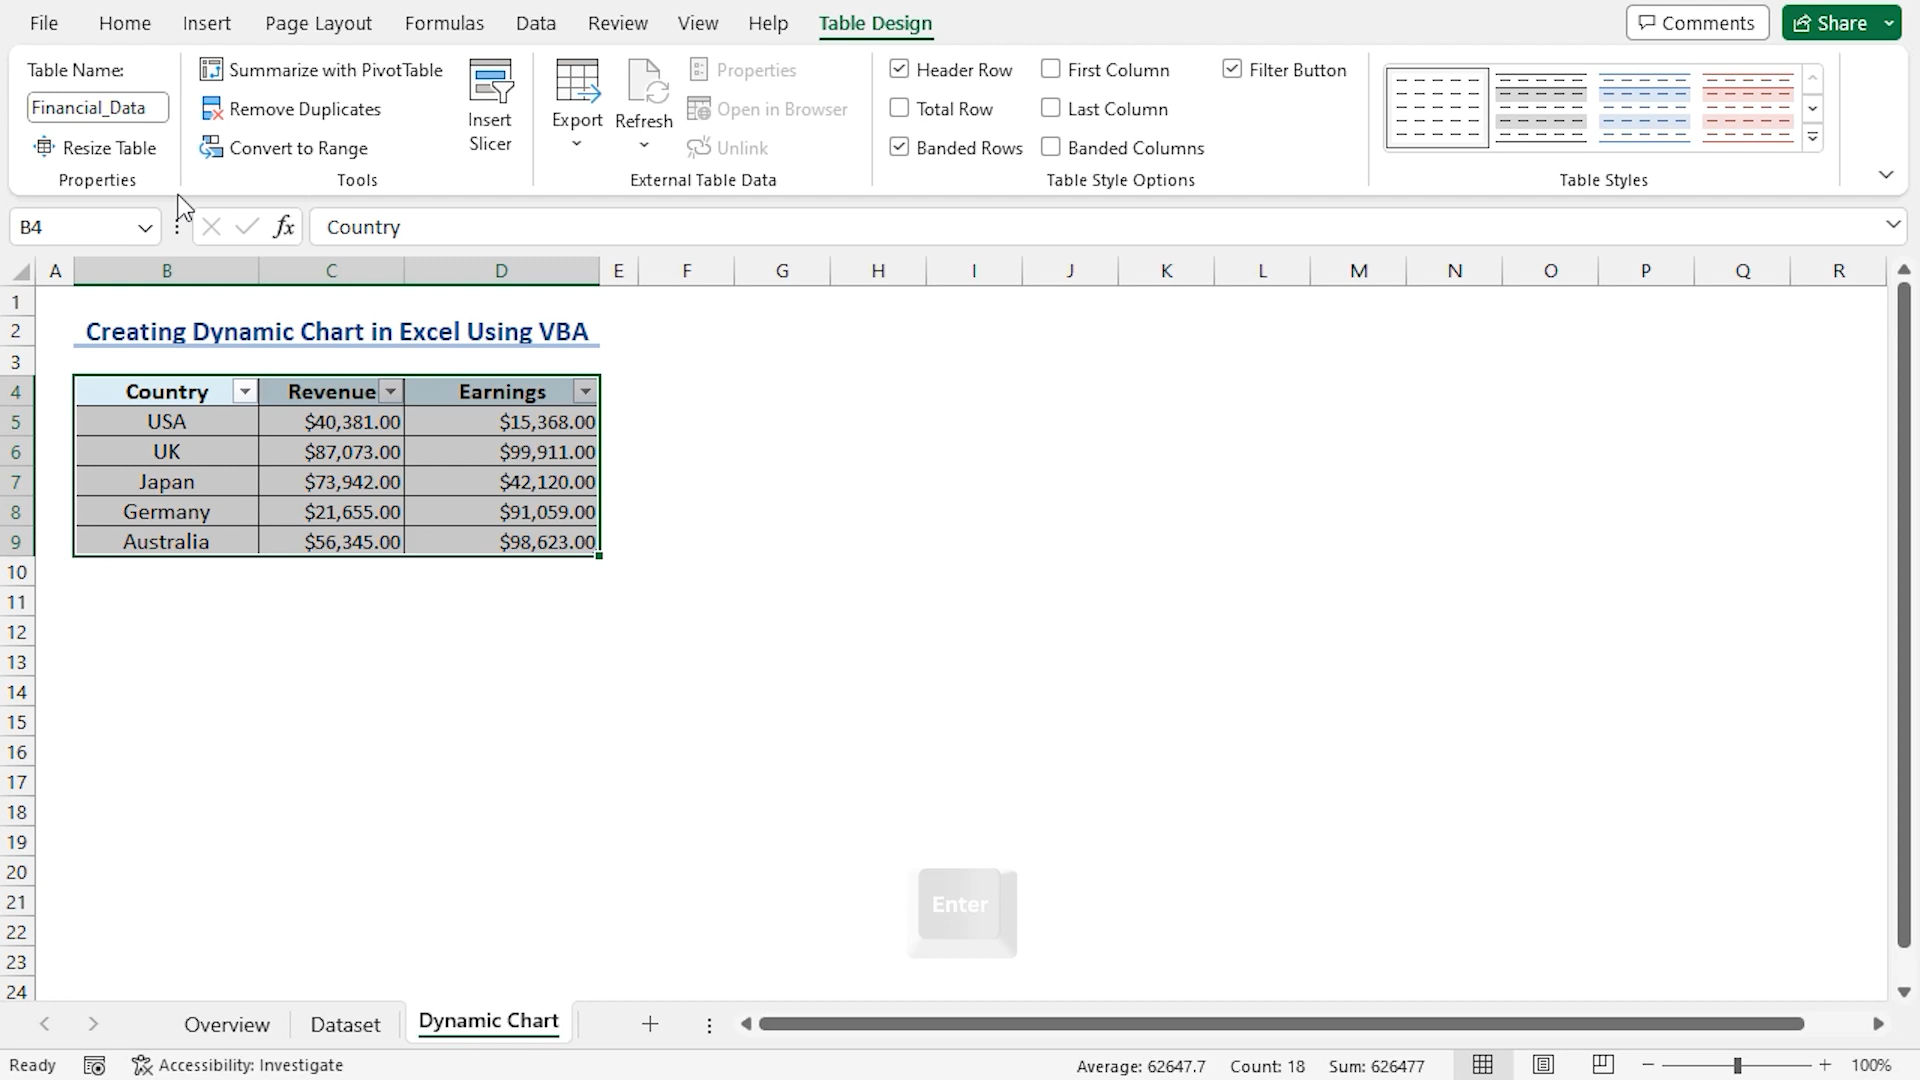 File Home Insert Page Layout Formulas Data Review View Help Table Design Comments Share
Table Name:
Financial_Data
Resize Table
Properties
Summarize with PivotTable
Remove Duplicates
Convert to Range
Tools
Insert
Slicer
Export
Refresh
Properties
Open in Browser
Unlink
External Table Data
Header Row First Column Filter Button
Total Row Last Column
Banded Rows Banded Columns
Table Style Options
Table Styles
B4 fx Country
A B C D E F G H I J K L M N O P Q R
1
2 Creating Dynamic Chart in Excel Using VBA
3
4 Country Revenue Earnings
5 USA $40,381.00 $15,368.00
6 UK $87,073.00 $99,911.00
7 Japan $73,942.00 $42,120.00
8 Germany $21,655.00 $91,059.00
9 Australia $56,345.00 $98,623.00
10
11
12
13
14
15
16
17
18
19
20
21
22
23
24
Enter
Overview Dataset Dynamic Chart
Ready Accessibility: Investigate Average: 62647.7 Count: 18 Sum: 626477 100%